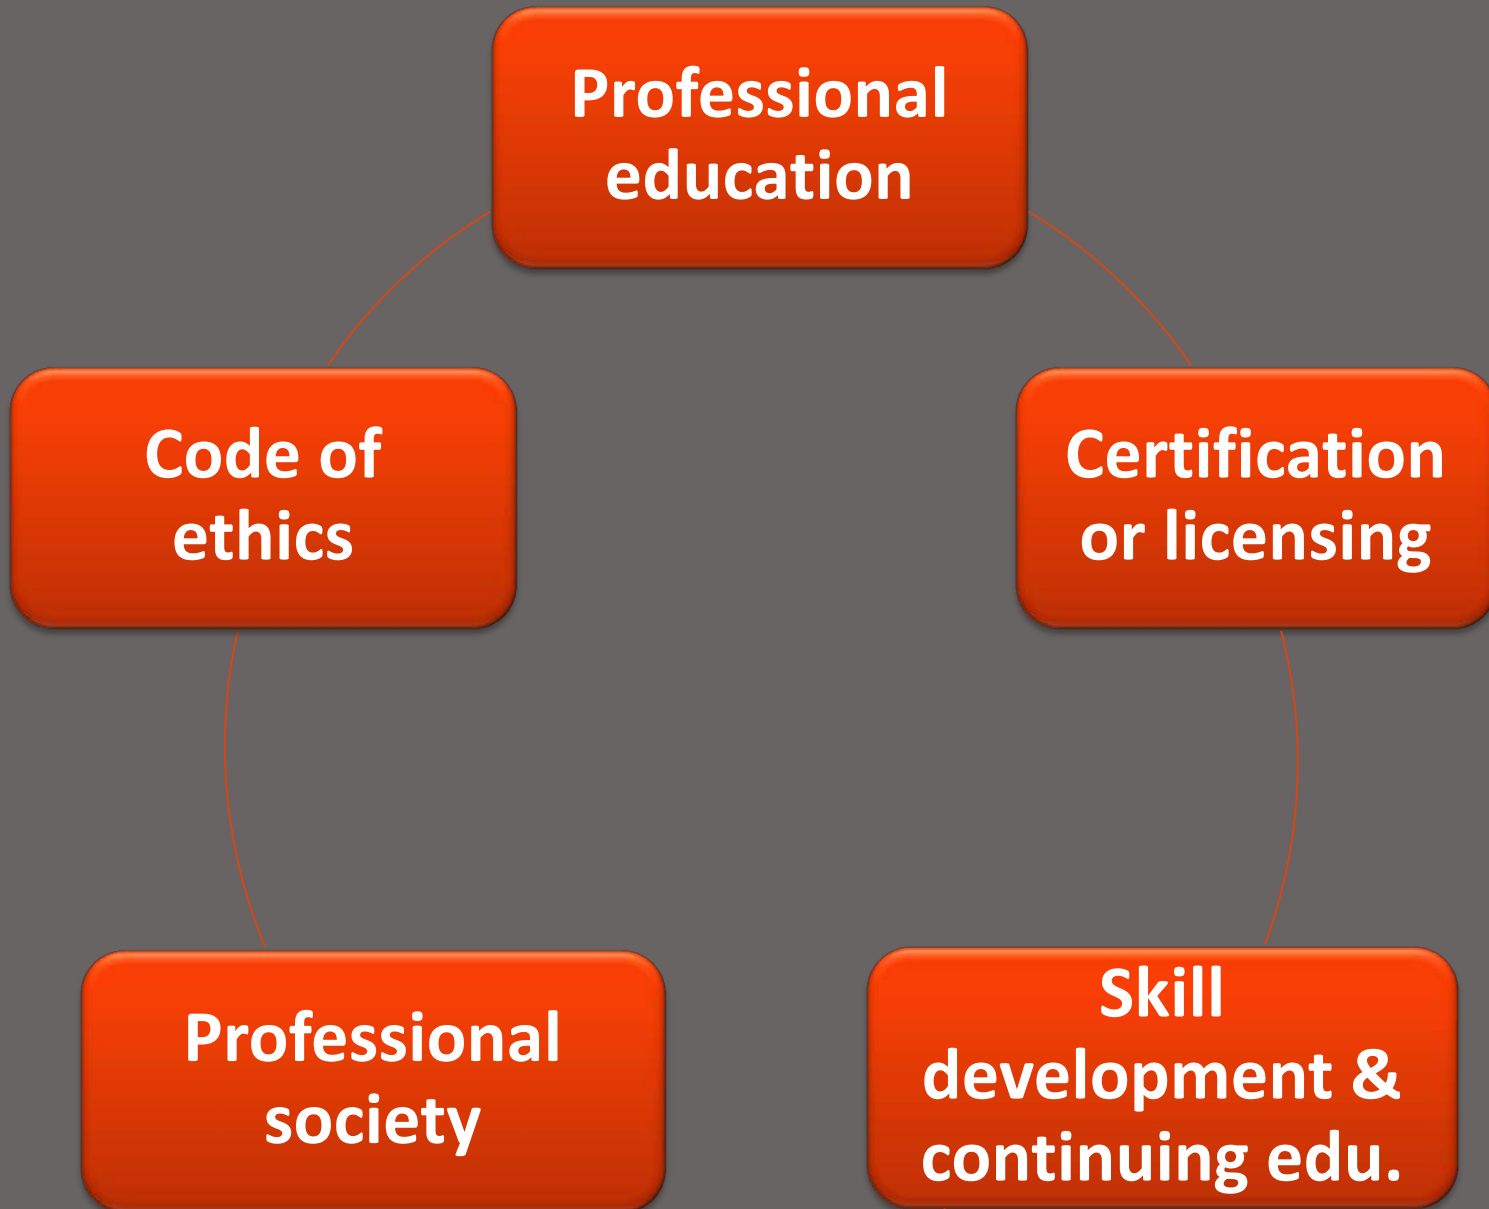 Professional
education
Code of
ethics
Certification
or licensing
Professional
society
Skill
development &
continuing edu.